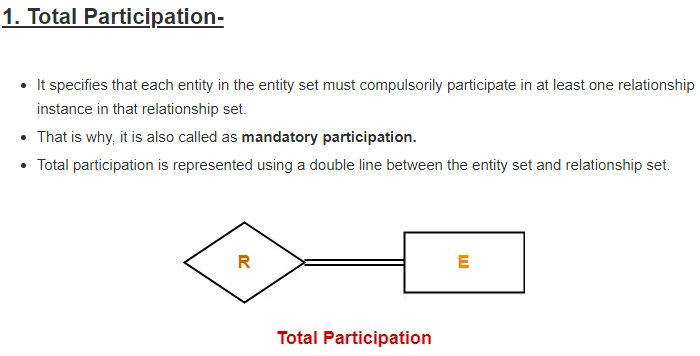 1. Total Participation-
• It specifies that each entity in the entity set must compulsorily participate in at least one relationship
instance in that relationship set.
• That is why, it is also called as mandatory participation.
• Total participation is represented using a double line between the entity set and relationship set.
R E
Total Participation